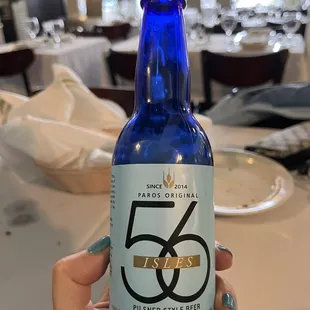 SINCE 2014
PAROS ORIGINAL
56
ISLES
PILSNER STYLE BEER